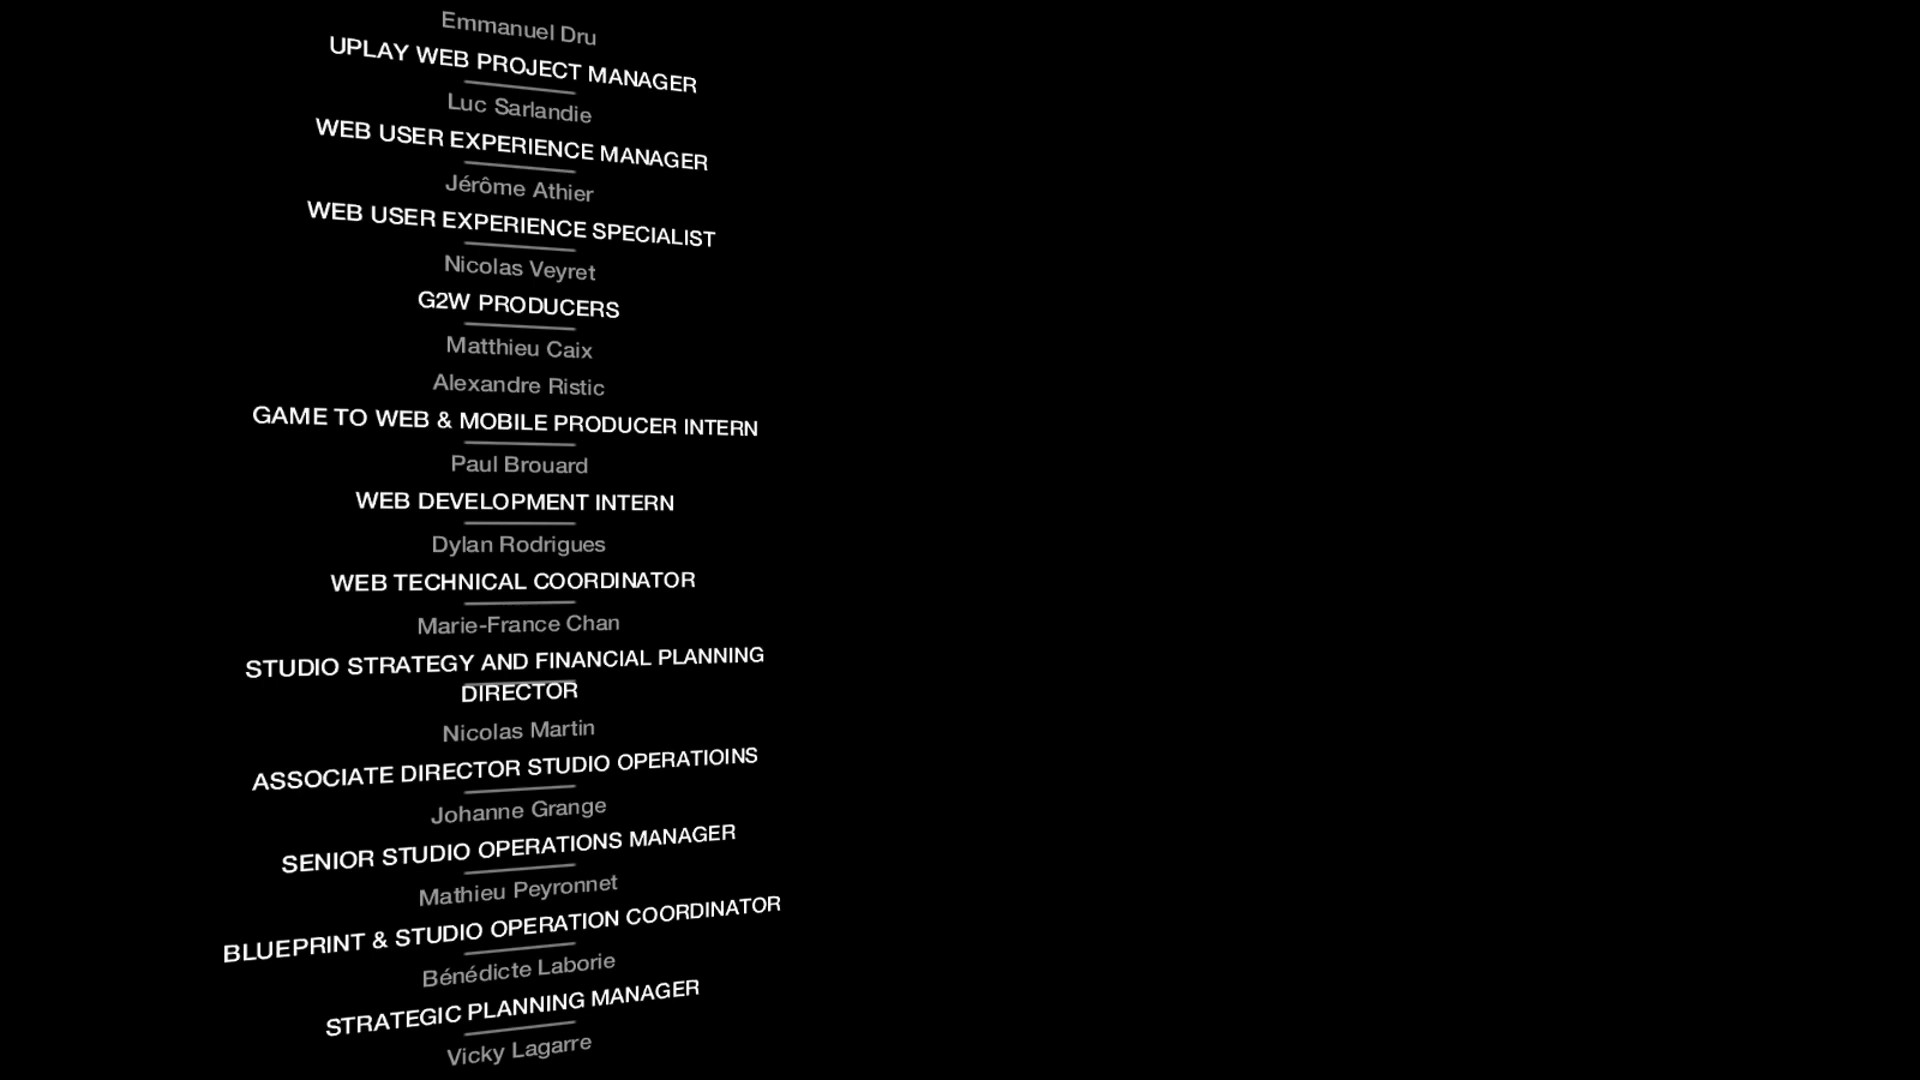 Emmanuel Dru
UPLAY WEB PROJECT MANAGER
Luc Sarlandie
WEB USER EXPERIENCE MANAGER
Jérôme Athier
WEB USER EXPERIENCE SPECIALIST
Nicolas Veyret
G2W PRODUCERS
Matthieu Caix
Alexandre Ristic
GAME TO WEB & MOBILE PRODUCER INTERN
Paul Brouard
WEB DEVELOPMENT INTERN
Dylan Rodrigues
WEB TECHNICAL COORDINATOR
Marie-France Chan
STUDIO STRATEGY AND FINANCIAL PLANNING
DIRECTOR
Nicolas Martin
ASSOCIATE DIRECTOR STUDIO OPERATIOINS
Johanne Grange
SENIOR STUDIO OPERATIONS MANAGER
Mathieu Peyronnet
BLUEPRINT & STUDIO OPERATION COORDINATOR
Bénédicte Laborie
STRATEGIC PLANNING MANAGER
Vicky Lagarre